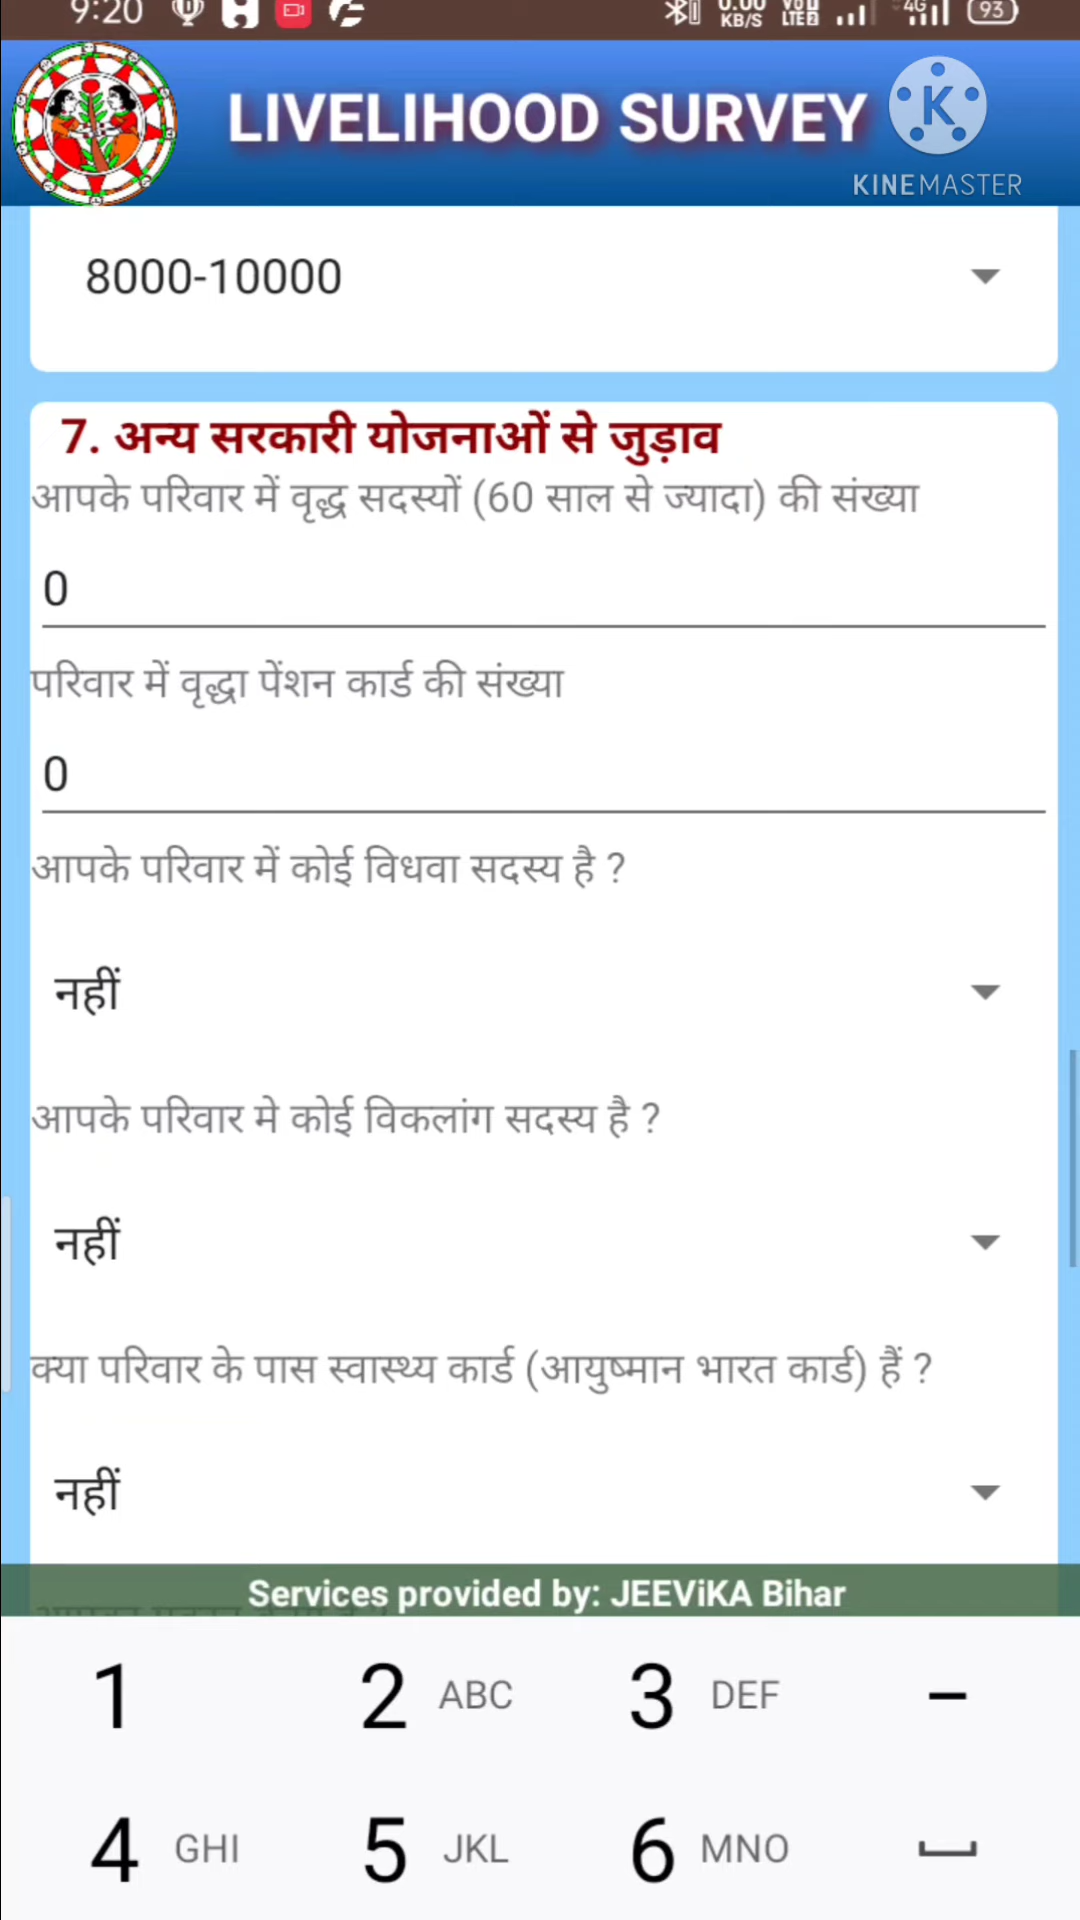 9:20
0.00 KB/S
4G
93
LIVELIHOOD SURVEY
K
KINEMASTER
8000-10000
7. अन्य सरकारी योजनाओं से जुड़ाव
आपके परिवार में वृद्ध सदस्यों (60 साल से ज्यादा) की संख्या
0
परिवार में वृद्धा पेंशन कार्ड की संख्या
0
आपके परिवार में कोई विधवा सदस्य है ?
नहीं
आपके परिवार मे कोई विकलांग सदस्य है ?
नहीं
क्या परिवार के पास स्वास्थ्य कार्ड (आयुष्मान भारत कार्ड) हैं ?
नहीं
Services provided by: JEEViKA Bihar
1 2 ABC 3 DEF -
4 GHI 5 JKL 6 MNO